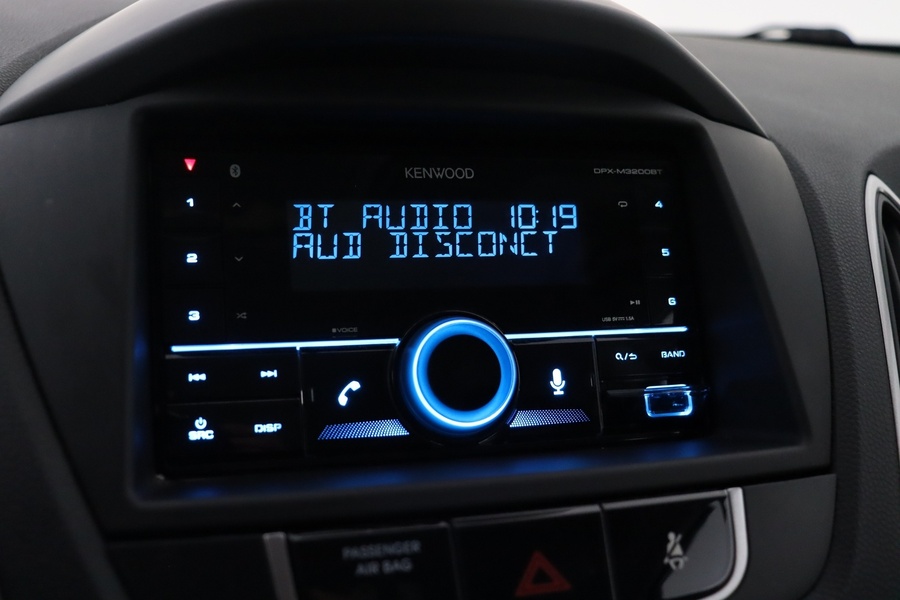 KENWOOD
DPX-M3200BT
BT AUDIO 10:19
AUD DISCONCT
1
2
3
4
5
6
VOICE
USB 5V⎓1.5A
BAND
SRC
DISP
PASSENGER
AIR BAG